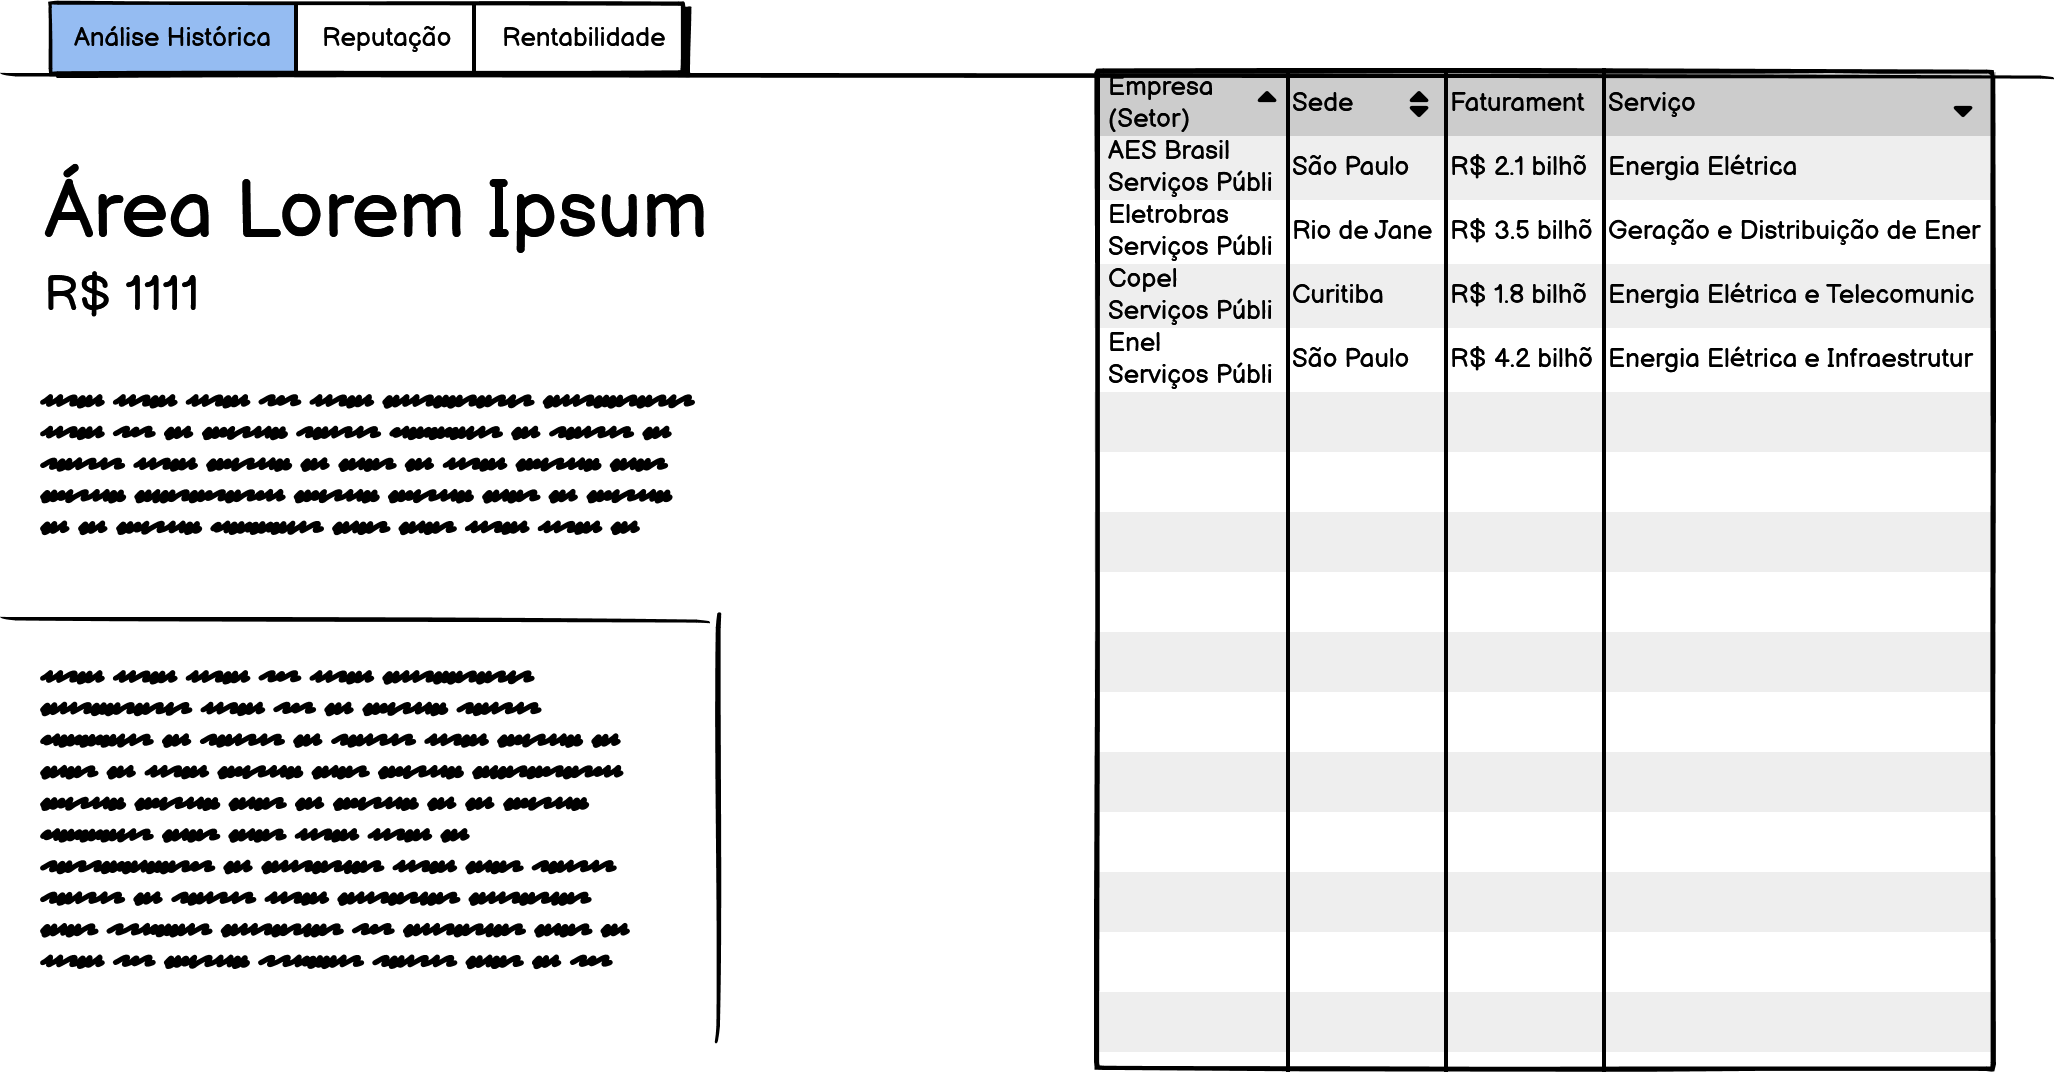 Análise Histórica Reputação Rentabilidade
Área Lorem Ipsum
R$ 1111
Empresa (Setor) Sede Faturament Serviço
AES Brasil
Serviços Públi São Paulo R$ 2.1 bilhõ Energia Elétrica
Eletrobras
Serviços Públi Rio de Jane R$ 3.5 bilhõ Geração e Distribuição de Ener
Copel
Serviços Públi Curitiba R$ 1.8 bilhõ Energia Elétrica e Telecomunic
Enel
Serviços Públi São Paulo R$ 4.2 bilhõ Energia Elétrica e Infraestrutur